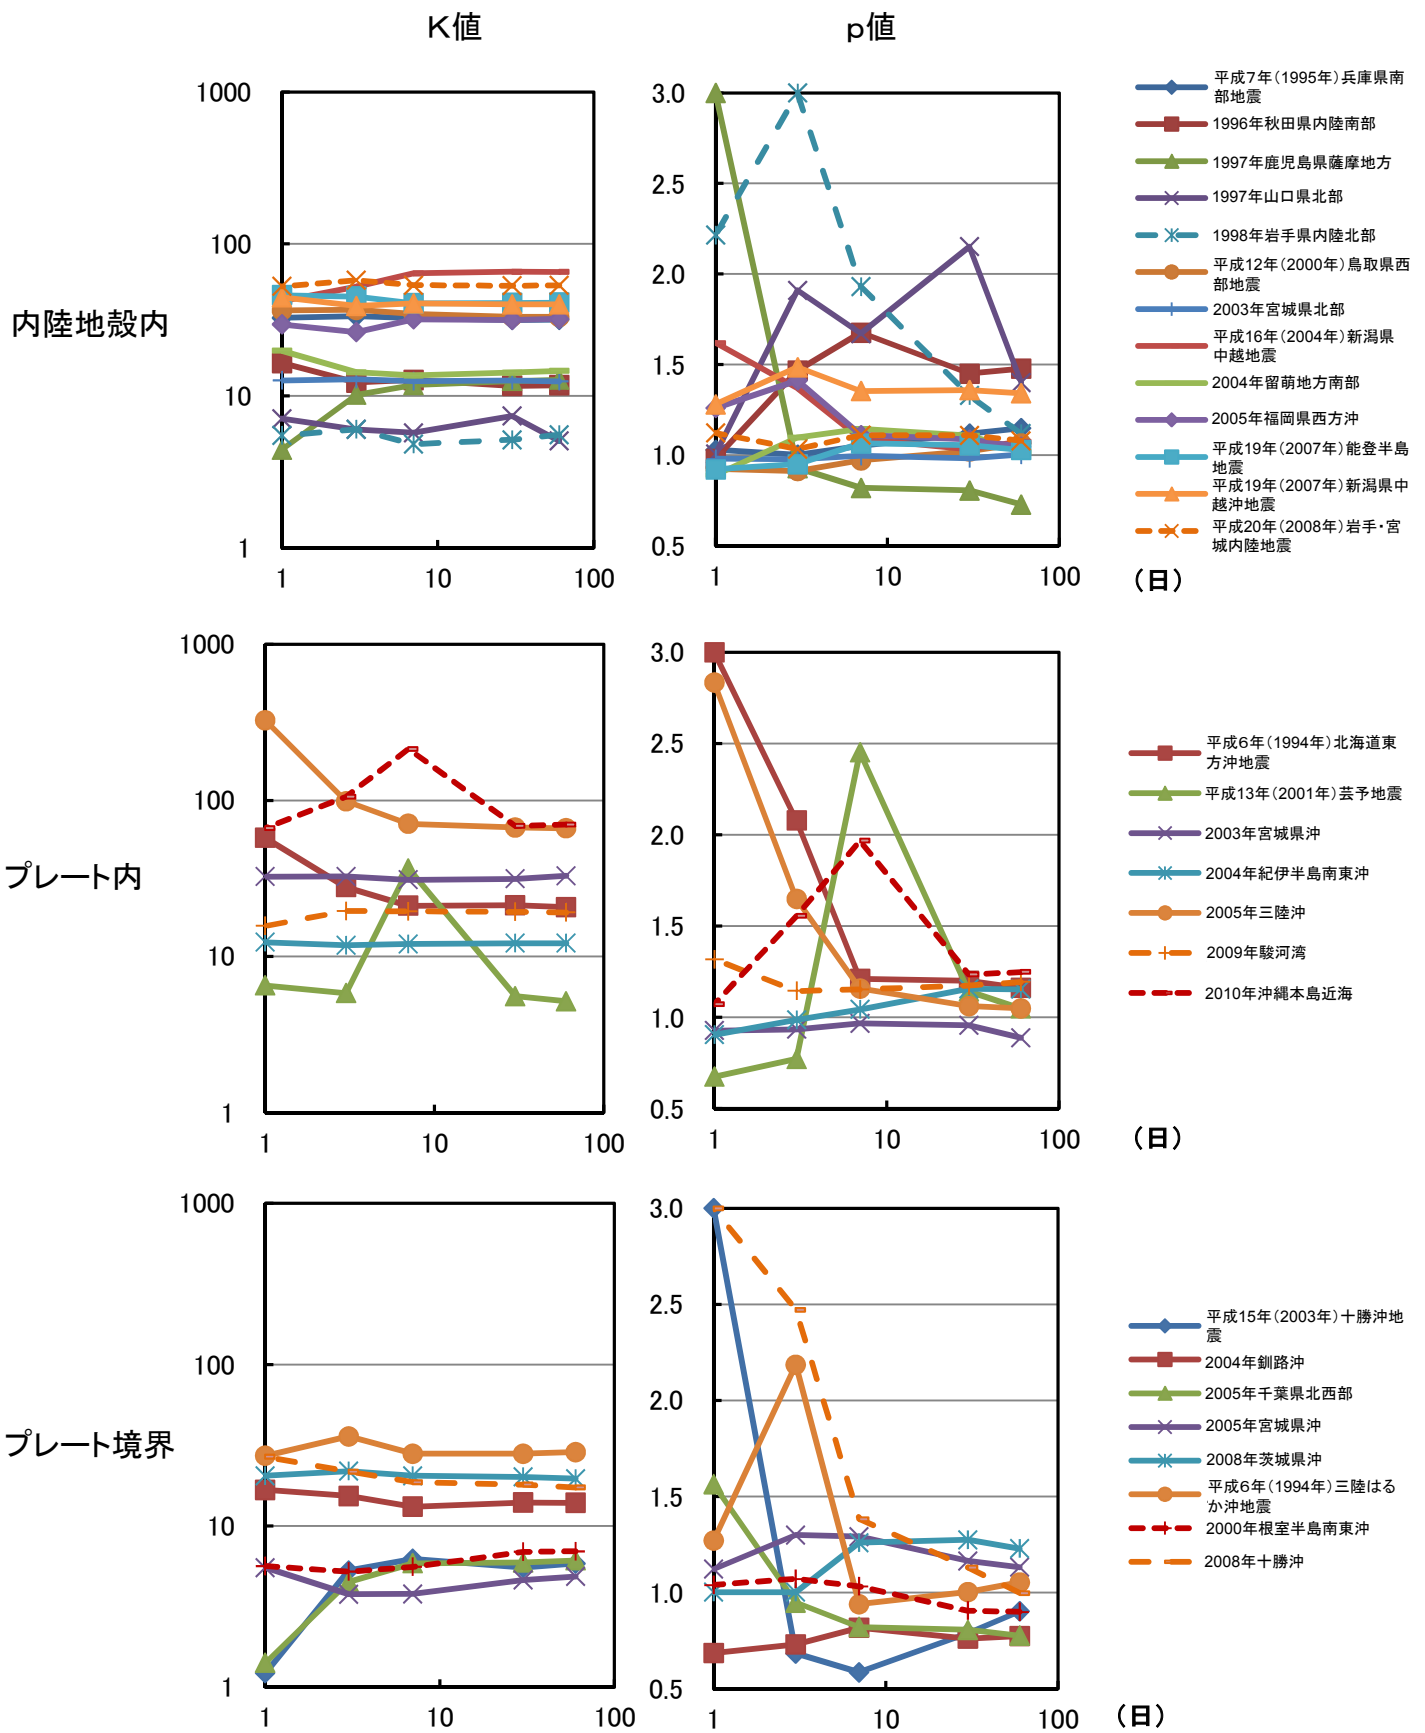 K値
p値
内陸地殻内
1000
100
10
1
1
10
100
3.0
2.5
2.0
1.5
1.0
0.5
1
10
100
(日)
平成7年(1995年)兵庫県南
部地震
1996年秋田県内陸南部
1997年鹿児島県薩摩地方
1997年山口県北部
1998年岩手県内陸北部
平成12年(2000年)鳥取県西
部地震
2003年宮城県北部
平成16年(2004年)新潟県
中越地震
2004年留萌地方南部
2005年福岡県西方沖
平成19年(2007年)能登半島
地震
平成19年(2007年)新潟県中
越沖地震
平成20年(2008年)岩手・宮
城内陸地震
プレート内
1000
100
10
1
1
10
100
3.0
2.5
2.0
1.5
1.0
0.5
1
10
100
(日)
平成6年(1994年)北海道東
方沖地震
平成13年(2001年)芸予地震
2003年宮城県沖
2004年紀伊半島南東沖
2005年三陸沖
2009年駿河湾
2010年沖縄本島近海
プレート境界
1000
100
10
1
1
10
100
3.0
2.5
2.0
1.5
1.0
0.5
1
10
100
(日)
平成15年(2003年)十勝沖地
震
2004年釧路沖
2005年千葉県北西部
2005年宮城県沖
2008年茨城県沖
平成6年(1994年)三陸はる
か沖地震
2000年根室半島南東沖
2008年十勝沖